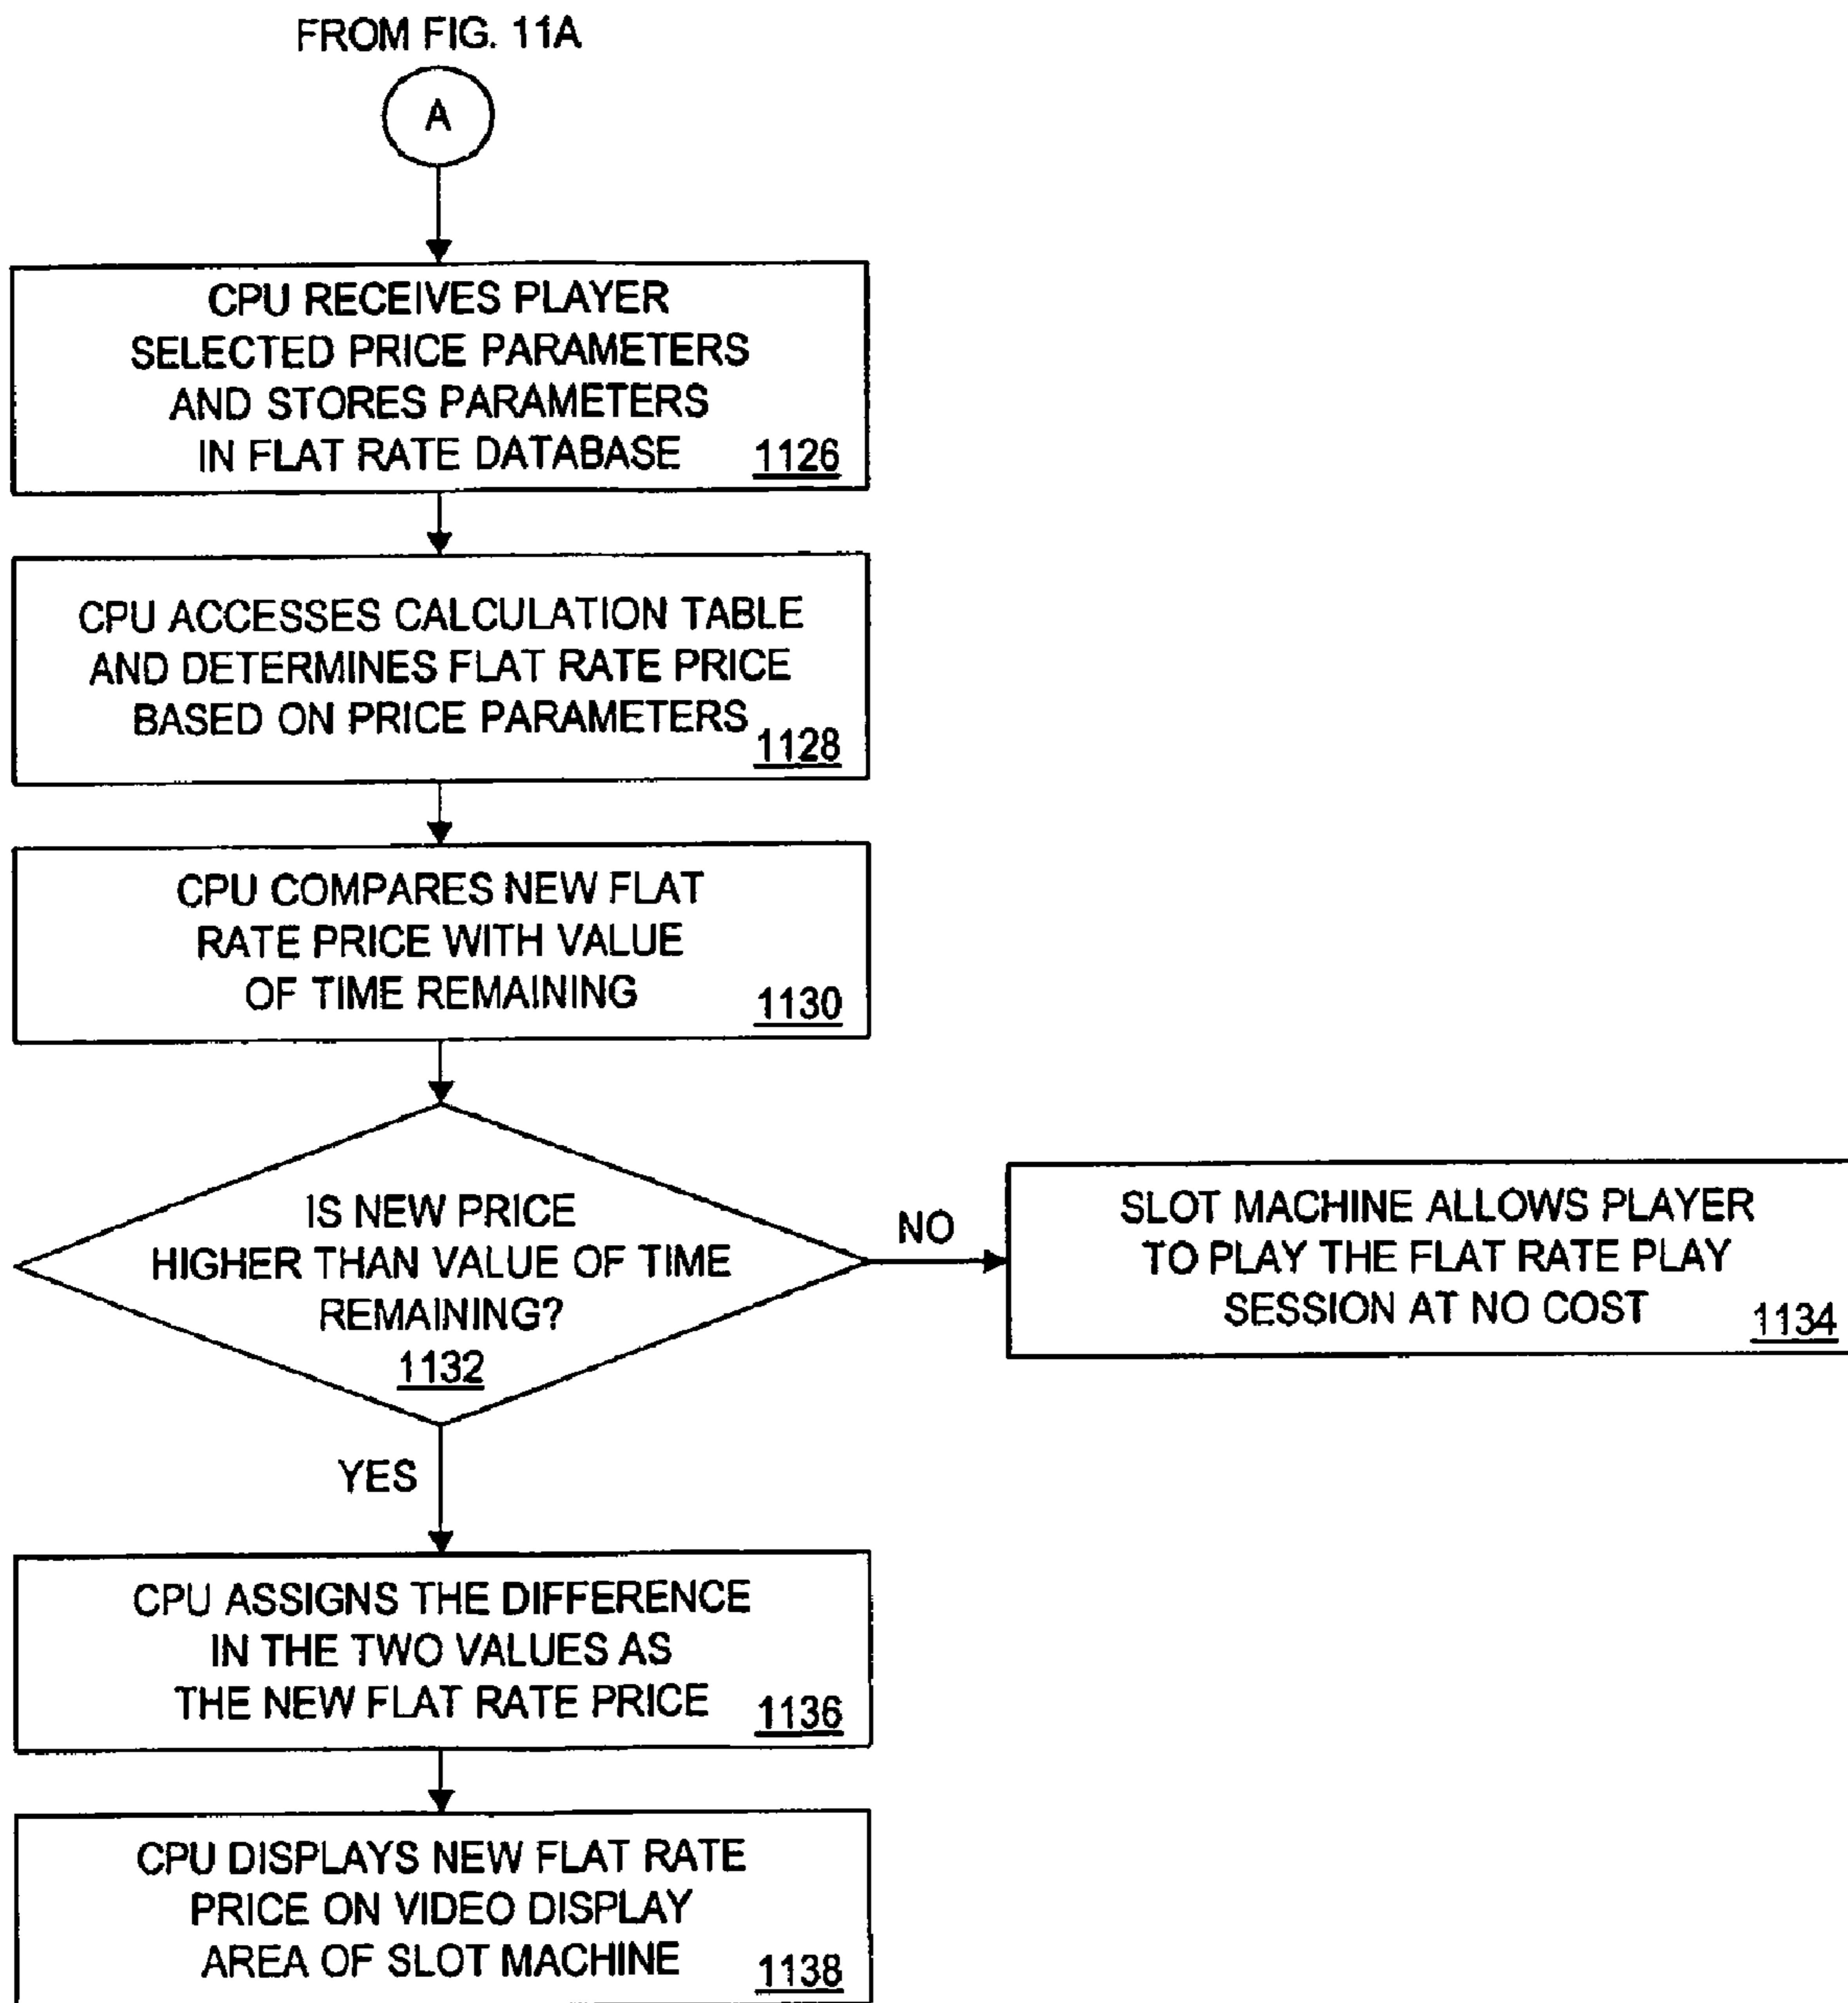 FROM FIG. 11A
A
CPU RECEIVES PLAYER
SELECTED PRICE PARAMETERS
AND STORES PARAMETERS
IN FLAT RATE DATABASE 1126
CPU ACCESSES CALCULATION TABLE
AND DETERMINES FLAT RATE PRICE
BASED ON PRICE PARAMETERS 1128
CPU COMPARES NEW FLAT
RATE PRICE WITH VALUE
OF TIME REMAINING 1130
IS NEW PRICE
HIGHER THAN VALUE OF TIME
REMAINING?
1132
NO
SLOT MACHINE ALLOWS PLAYER
TO PLAY THE FLAT RATE PLAY
SESSION AT NO COST 1134
YES
CPU ASSIGNS THE DIFFERENCE
IN THE TWO VALUES AS
THE NEW FLAT RATE PRICE 1136
CPU DISPLAYS NEW FLAT RATE
PRICE ON VIDEO DISPLAY
AREA OF SLOT MACHINE 1138